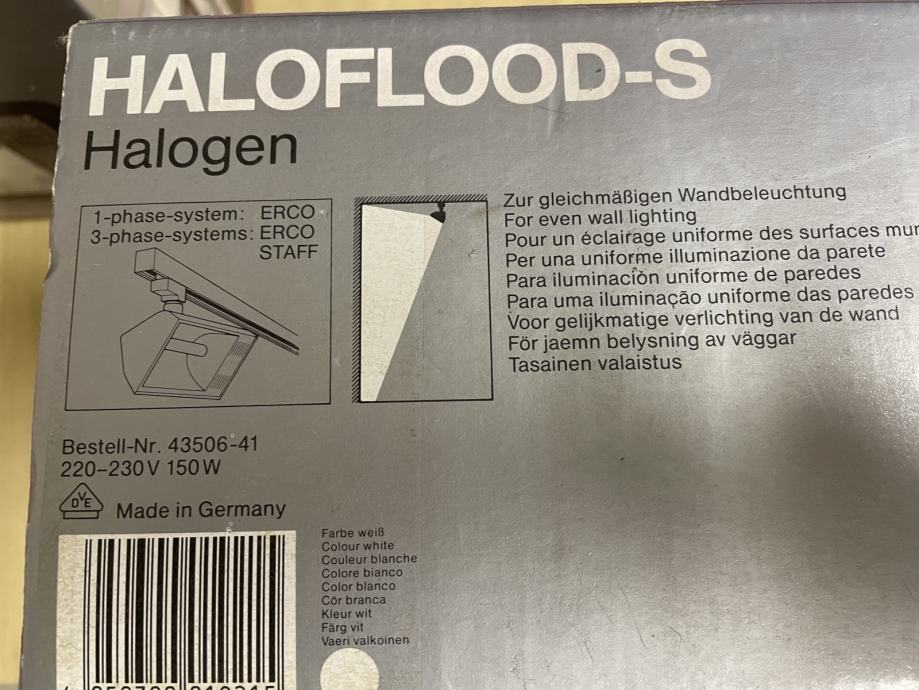 HALOFLOOD-S
Halogen
1-phase-system: ERCO
3-phase-systems: ERCO
STAFF
Zur gleichmäßigen Wandbeleuchtung
For even wall lighting
Pour un éclairage uniforme des surfaces mur
Per una uniforme illuminazione da parete
Para iluminación uniforme de paredes
Para uma iluminação uniforme das paredes
Voor gelijkmatige verlichting van de wand
För jaemn belysning av väggar
Tasainen valaistus
Bestell-Nr. 43506-41
220–230V 150W
DVE
Made in Germany
Farbe weiß
Colour white
Couleur blanche
Colore bianco
Color blanco
Côr branca
Kleur wit
Färg vit
Vaeri valkoinen